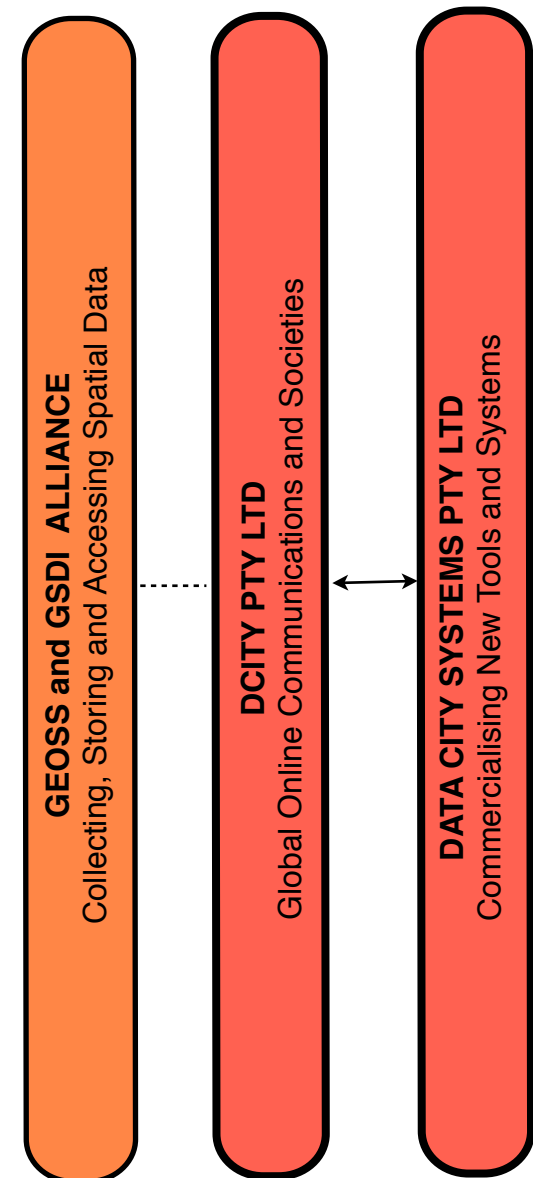 GEOSS and GSDI ALLIANCE
Collecting, Storing and Accessing Spatial Data
DCITY PTY LTD
Global Online Communications and Societies
DATA CITY SYSTEMS PTY LTD
Commercialising New Tools and Systems